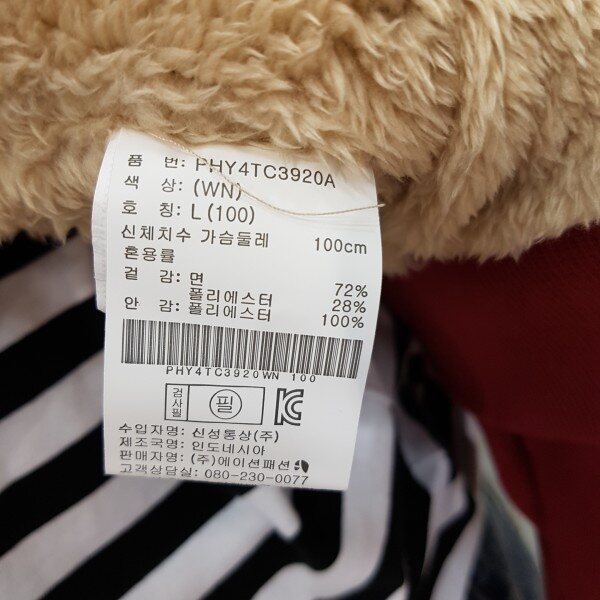 품 번: PHY4TC3920A
색 상: (WN)
호 칭: L (100)
신체치수 가슴둘레 100cm
혼용률
겉 감: 면 72%
폴리에스터 28%
안 감: 폴리에스터 100%
PHY4TC3920WN 100
검사필 필 KC
수입자명: 신성통상(주)
제조국명: 인도네시아
판매자명: (주)에이션패션
고객상담실: 080-230-0077